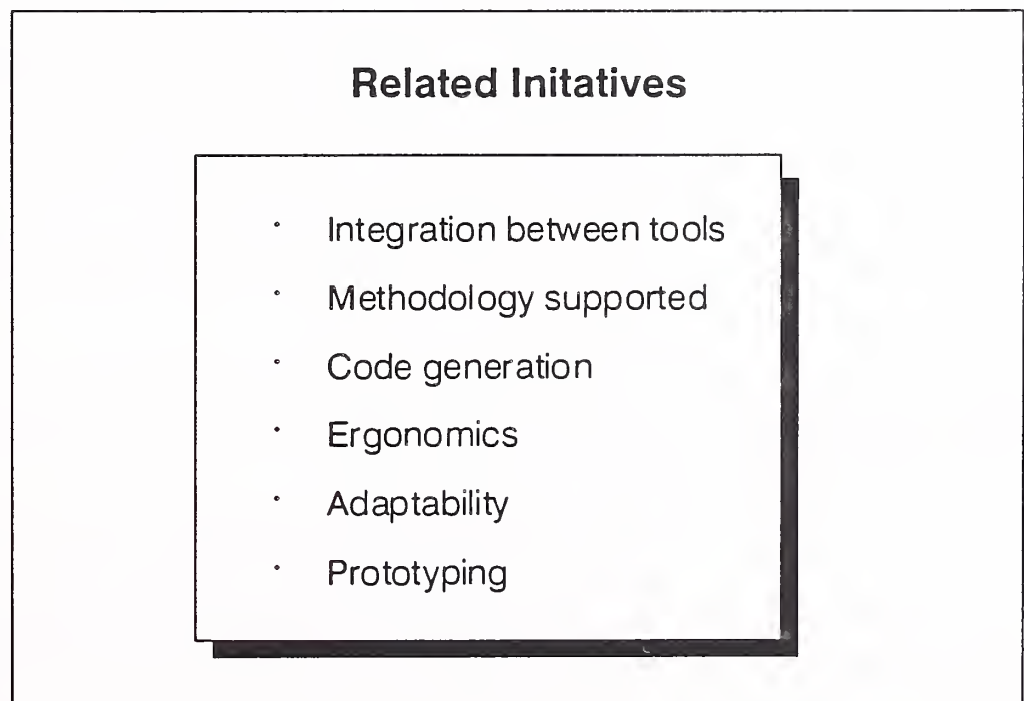 Related Initatives
· Integration between tools
· Methodology supported
· Code generation
· Ergonomics
· Adaptability
· Prototyping